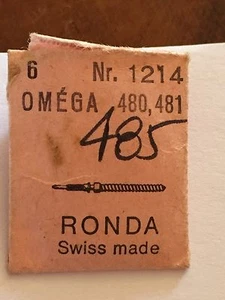 6 Nr. 1214
OMÉGA 480,481
485
RONDA
Swiss made